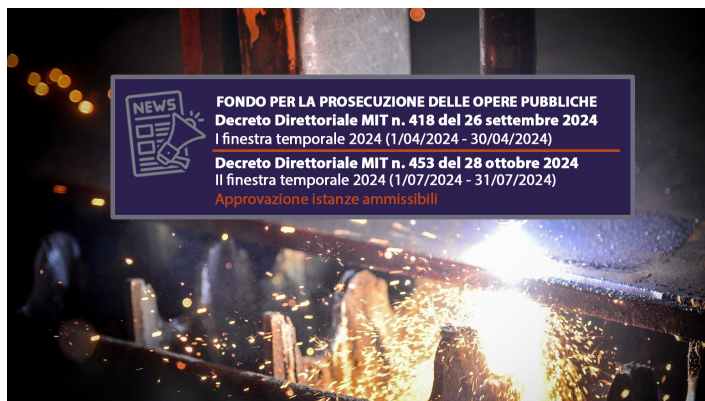 NEWS
FONDO PER LA PROSECUZIONE DELLE OPERE PUBBLICHE
Decreto Direttoriale MIT n. 418 del 26 settembre 2024
I finestra temporale 2024 (1/04/2024 - 30/04/2024)
Decreto Direttoriale MIT n. 453 del 28 ottobre 2024
II finestra temporale 2024 (1/07/2024 - 31/07/2024)
Approvazione istanze ammissibili